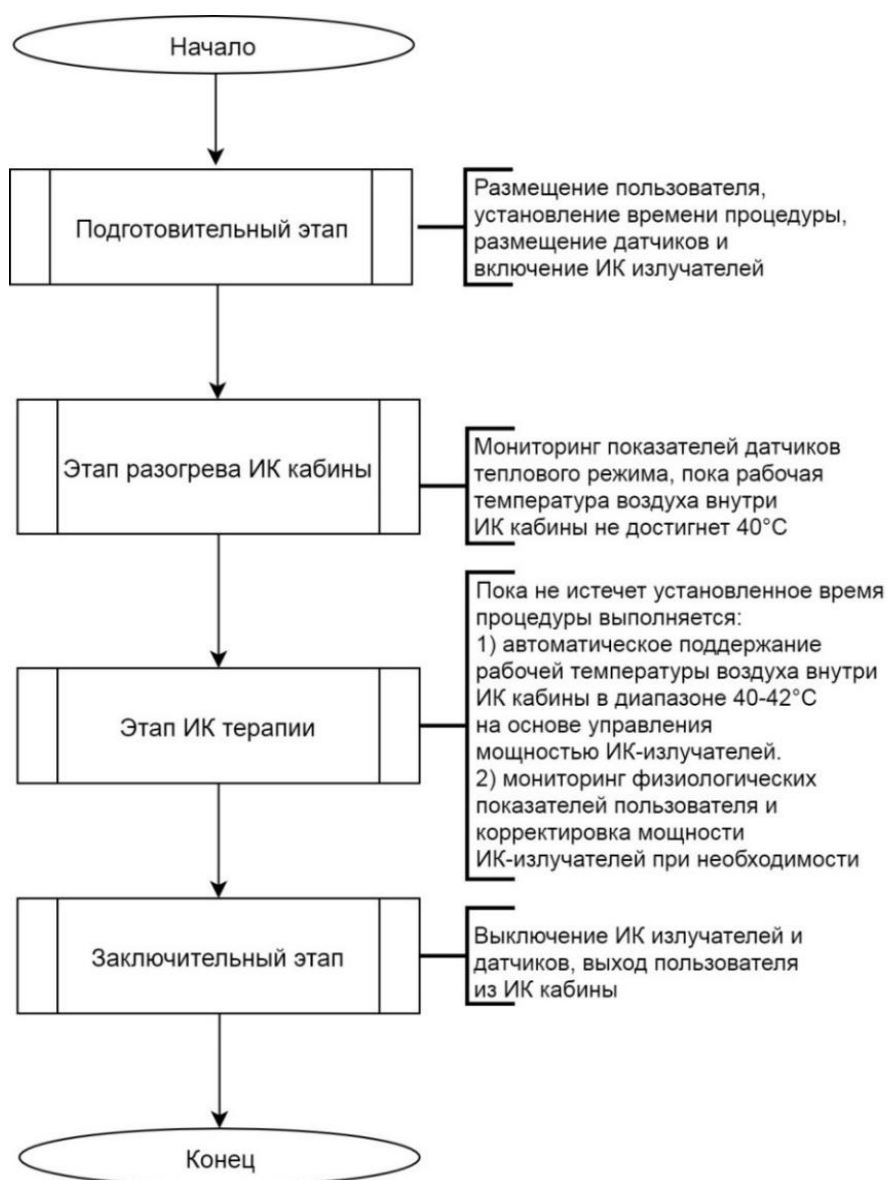 Начало
Подготовительный этап
Размещение пользователя,
установление времени процедуры,
размещение датчиков и
включение ИК излучателей
Этап разогрева ИК кабины
Мониторинг показателей датчиков
теплового режима, пока рабочая
температура воздуха внутри
ИК кабины не достигнет 40°C
Этап ИК терапии
Пока не истечет установленное время
процедуры выполняется:
1) автоматическое поддержание
рабочей температуры воздуха внутри
ИК кабины в диапазоне 40-42°C
на основе управления
мощностью ИК-излучателей.
2) мониторинг физиологических
показателей пользователя и
корректировка мощности
ИК-излучателей при необходимости
Заключительный этап
Выключение ИК излучателей и
датчиков, выход пользователя
из ИК кабины
Конец